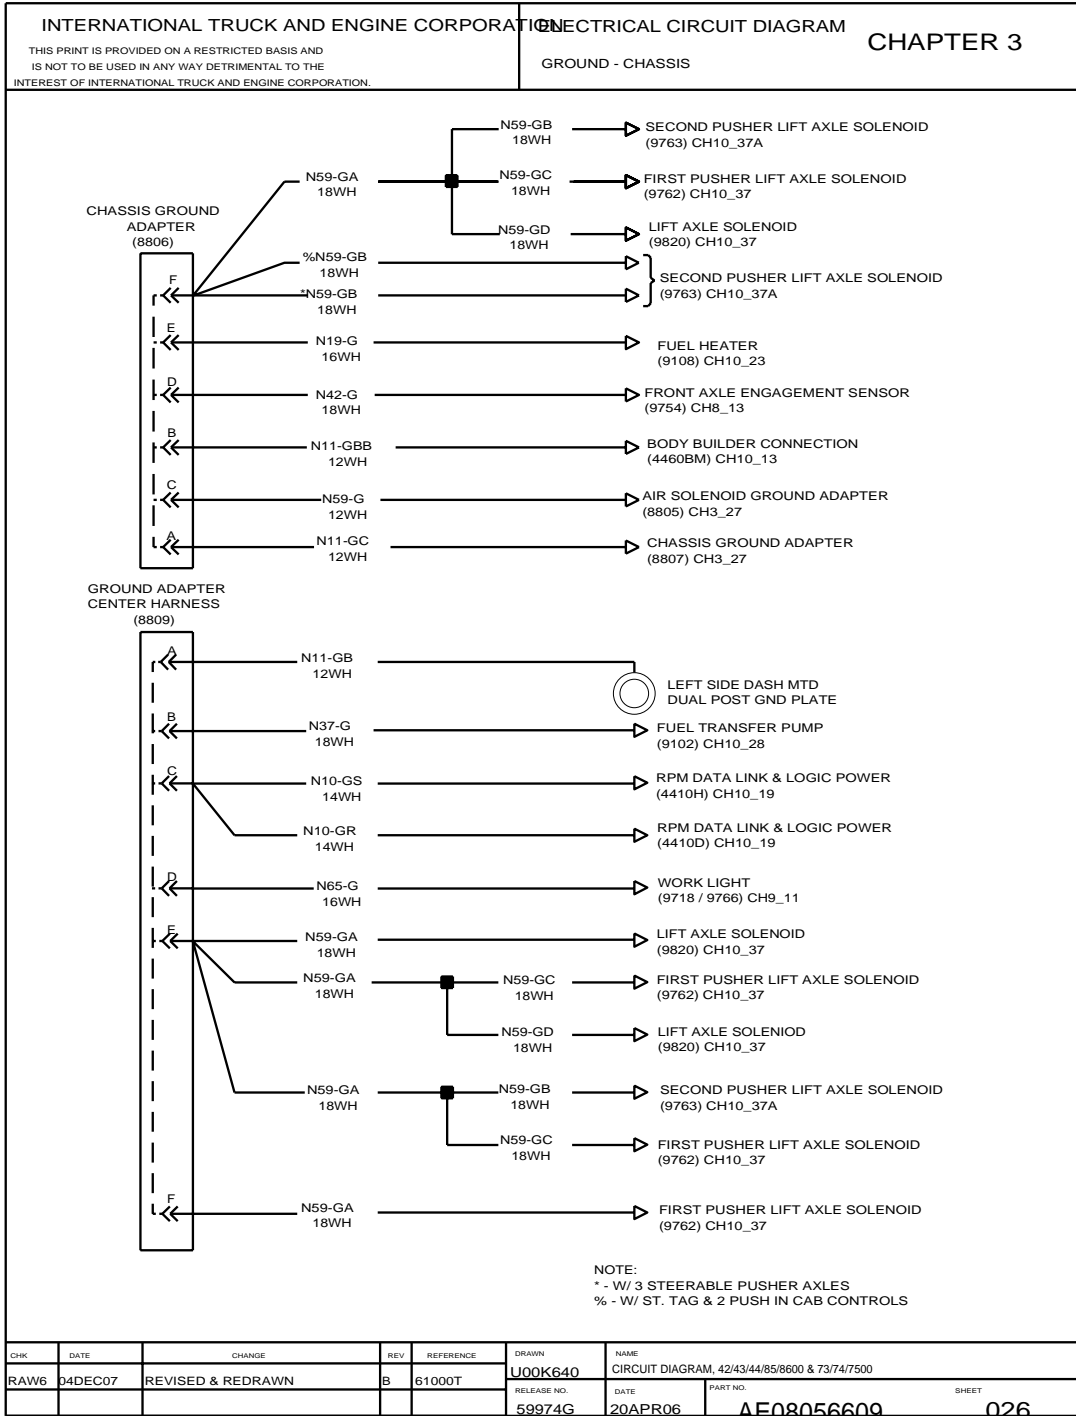 INTERNATIONAL TRUCK AND ENGINE CORPORATION
THIS PRINT IS PROVIDED ON A RESTRICTED BASIS AND
IS NOT TO BE USED IN ANY WAY DETRIMENTAL TO THE
INTEREST OF INTERNATIONAL TRUCK AND ENGINE CORPORATION.
ELECTRICAL CIRCUIT DIAGRAM
CHAPTER 3
GROUND - CHASSIS
N59-GB
18WH
SECOND PUSHER LIFT AXLE SOLENOID
(9763) CH10_37A
N59-GA
18WH
N59-GC
18WH
FIRST PUSHER LIFT AXLE SOLENOID
(9762) CH10_37
CHASSIS GROUND
ADAPTER
(8806)
N59-GD
18WH
LIFT AXLE SOLENOID
(9820) CH10_37
%N59-GB
18WH
F
*N59-GB
18WH
SECOND PUSHER LIFT AXLE SOLENOID
(9763) CH10_37A
E
N19-G
16WH
FUEL HEATER
(9108) CH10_23
D
N42-G
18WH
FRONT AXLE ENGAGEMENT SENSOR
(9754) CH8_13
B
N11-GBB
12WH
BODY BUILDER CONNECTION
(4460BM) CH10_13
C
N59-G
12WH
AIR SOLENOID GROUND ADAPTER
(8805) CH3_27
A
N11-GC
12WH
CHASSIS GROUND ADAPTER
(8807) CH3_27
GROUND ADAPTER
CENTER HARNESS
(8809)
A
N11-GB
12WH
LEFT SIDE DASH MTD
DUAL POST GND PLATE
B
N37-G
18WH
FUEL TRANSFER PUMP
(9102) CH10_28
C
N10-GS
14WH
RPM DATA LINK & LOGIC POWER
(4410H) CH10_19
N10-GR
14WH
RPM DATA LINK & LOGIC POWER
(4410D) CH10_19
D
N65-G
16WH
WORK LIGHT
(9718 / 9766) CH9_11
E
N59-GA
18WH
LIFT AXLE SOLENOID
(9820) CH10_37
N59-GA
18WH
N59-GC
18WH
FIRST PUSHER LIFT AXLE SOLENOID
(9762) CH10_37
N59-GD
18WH
LIFT AXLE SOLENIOD
(9820) CH10_37
N59-GA
18WH
N59-GB
18WH
SECOND PUSHER LIFT AXLE SOLENOID
(9763) CH10_37A
N59-GC
18WH
FIRST PUSHER LIFT AXLE SOLENOID
(9762) CH10_37
F
N59-GA
18WH
FIRST PUSHER LIFT AXLE SOLENOID
(9762) CH10_37
NOTE:
* - W/ 3 STEERABLE PUSHER AXLES
% - W/ ST. TAG & 2 PUSH IN CAB CONTROLS
CHK DATE CHANGE REV REFERENCE
RAW6 04DEC07 REVISED & REDRAWN B 61000T
DRAWN
U00K640
NAME
CIRCUIT DIAGRAM, 42/43/44/85/8600 & 73/74/7500
RELEASE NO.
59974G
DATE
20APR06
PART NO.
AE08056609
SHEET
026